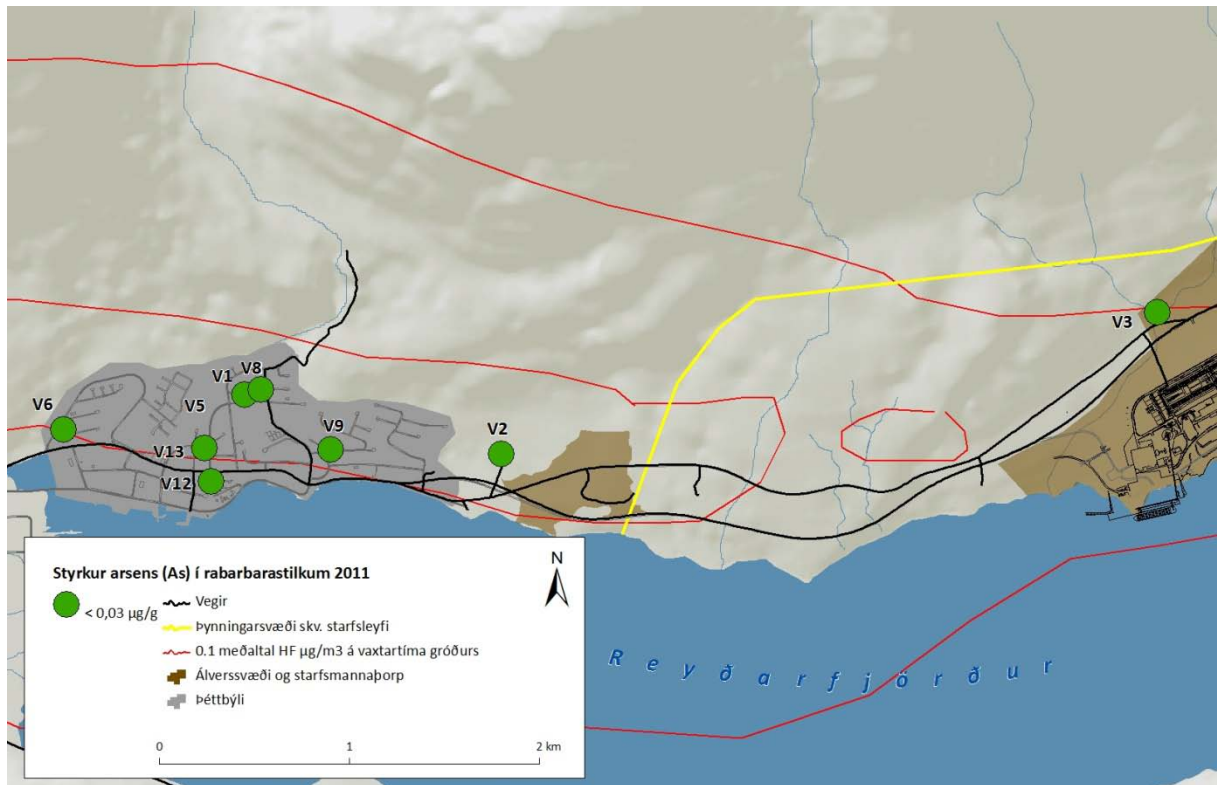 V3
V8
V1
V6
V5
V9
V2
V13
V12
Styrkur arsens (As) í rabarbarastilkum 2011
< 0,03 µg/g
Vegir
Þynningarsvæði skv. starfsleyfi
0.1 meðaltal HF µg/m3 á vaxtartíma gróðurs
Álverssvæði og starfsmannaþorp
Þéttbýli
N
0 1 2 km
Reyðarfjörður